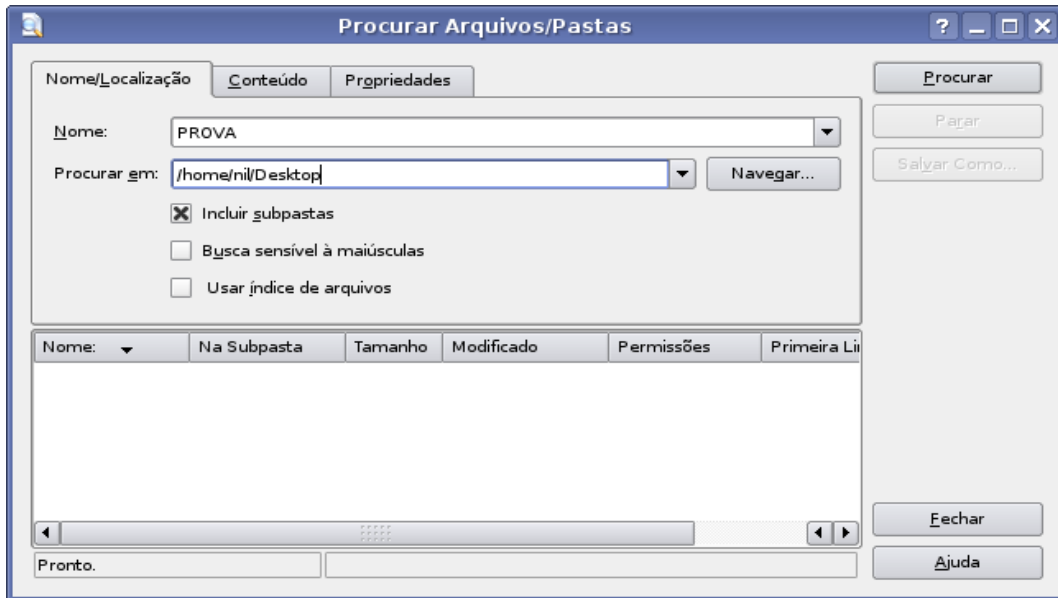 Procurar Arquivos/Pastas
Nome/Localização Conteúdo Propriedades
Procurar
Nome: PROVA
Parar
Procurar em: /home/nil/Desktop Navegar...
Salvar Como...
Incluir subpastas
Busca sensível à maiúsculas
Usar índice de arquivos
Nome: Na Subpasta Tamanho Modificado Permissões Primeira Lin
Fechar
Pronto.
Ajuda